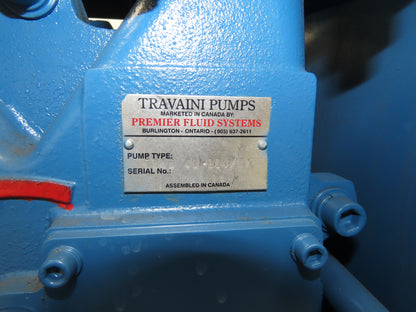 TRAVAINI PUMPS
MARKETED IN CANADA BY:
PREMIER FLUID SYSTEMS
BURLINGTON - ONTARIO - (905) 637-2611
PUMP TYPE:
SERIAL No.:
ASSEMBLED IN CANADA